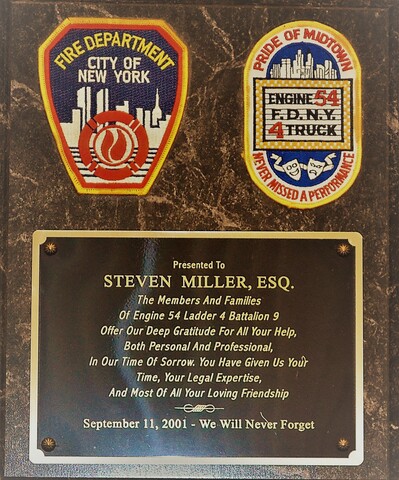 FIRE DEPARTMENT
CITY OF
NEW YORK
PRIDE OF MIDTOWN
ENGINE 54
F.D.N.Y.
4 TRUCK
NEVER MISSED A PERFORMANCE
Presented To
STEVEN MILLER, ESQ.
The Members And Families
Of Engine 54 Ladder 4 Battalion 9
Offer Our Deep Gratitude For All Your Help,
Both Personal And Professional,
In Our Time Of Sorrow. You Have Given Us Your
Time, Your Legal Expertise,
And Most Of All Your Loving Friendship
September 11, 2001 - We Will Never Forget